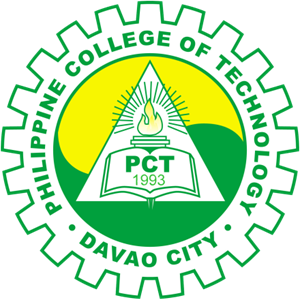 PHILIPPINE COLLEGE OF TECHNOLOGY
PCT
1993
• DAVAO CITY •